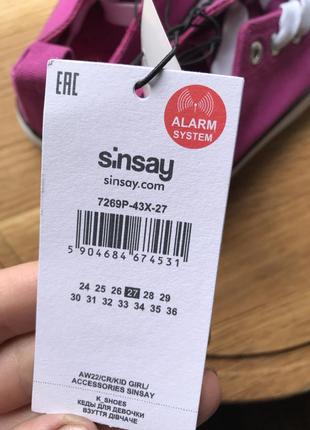 EAC
ALARM
SYSTEM
sinsay
sinsay.com
7269P-43X-27
5 904684 674531
24 25 26 27 28 29
30 31 32 33 34 35 36
AW22/CR/KID GIRL/
ACCESSORIES SINSAY
K_SHOES
КЕДЫ ДЛЯ ДЕВОЧКИ
ВЗУТТЯ ДІВЧАЧЕ